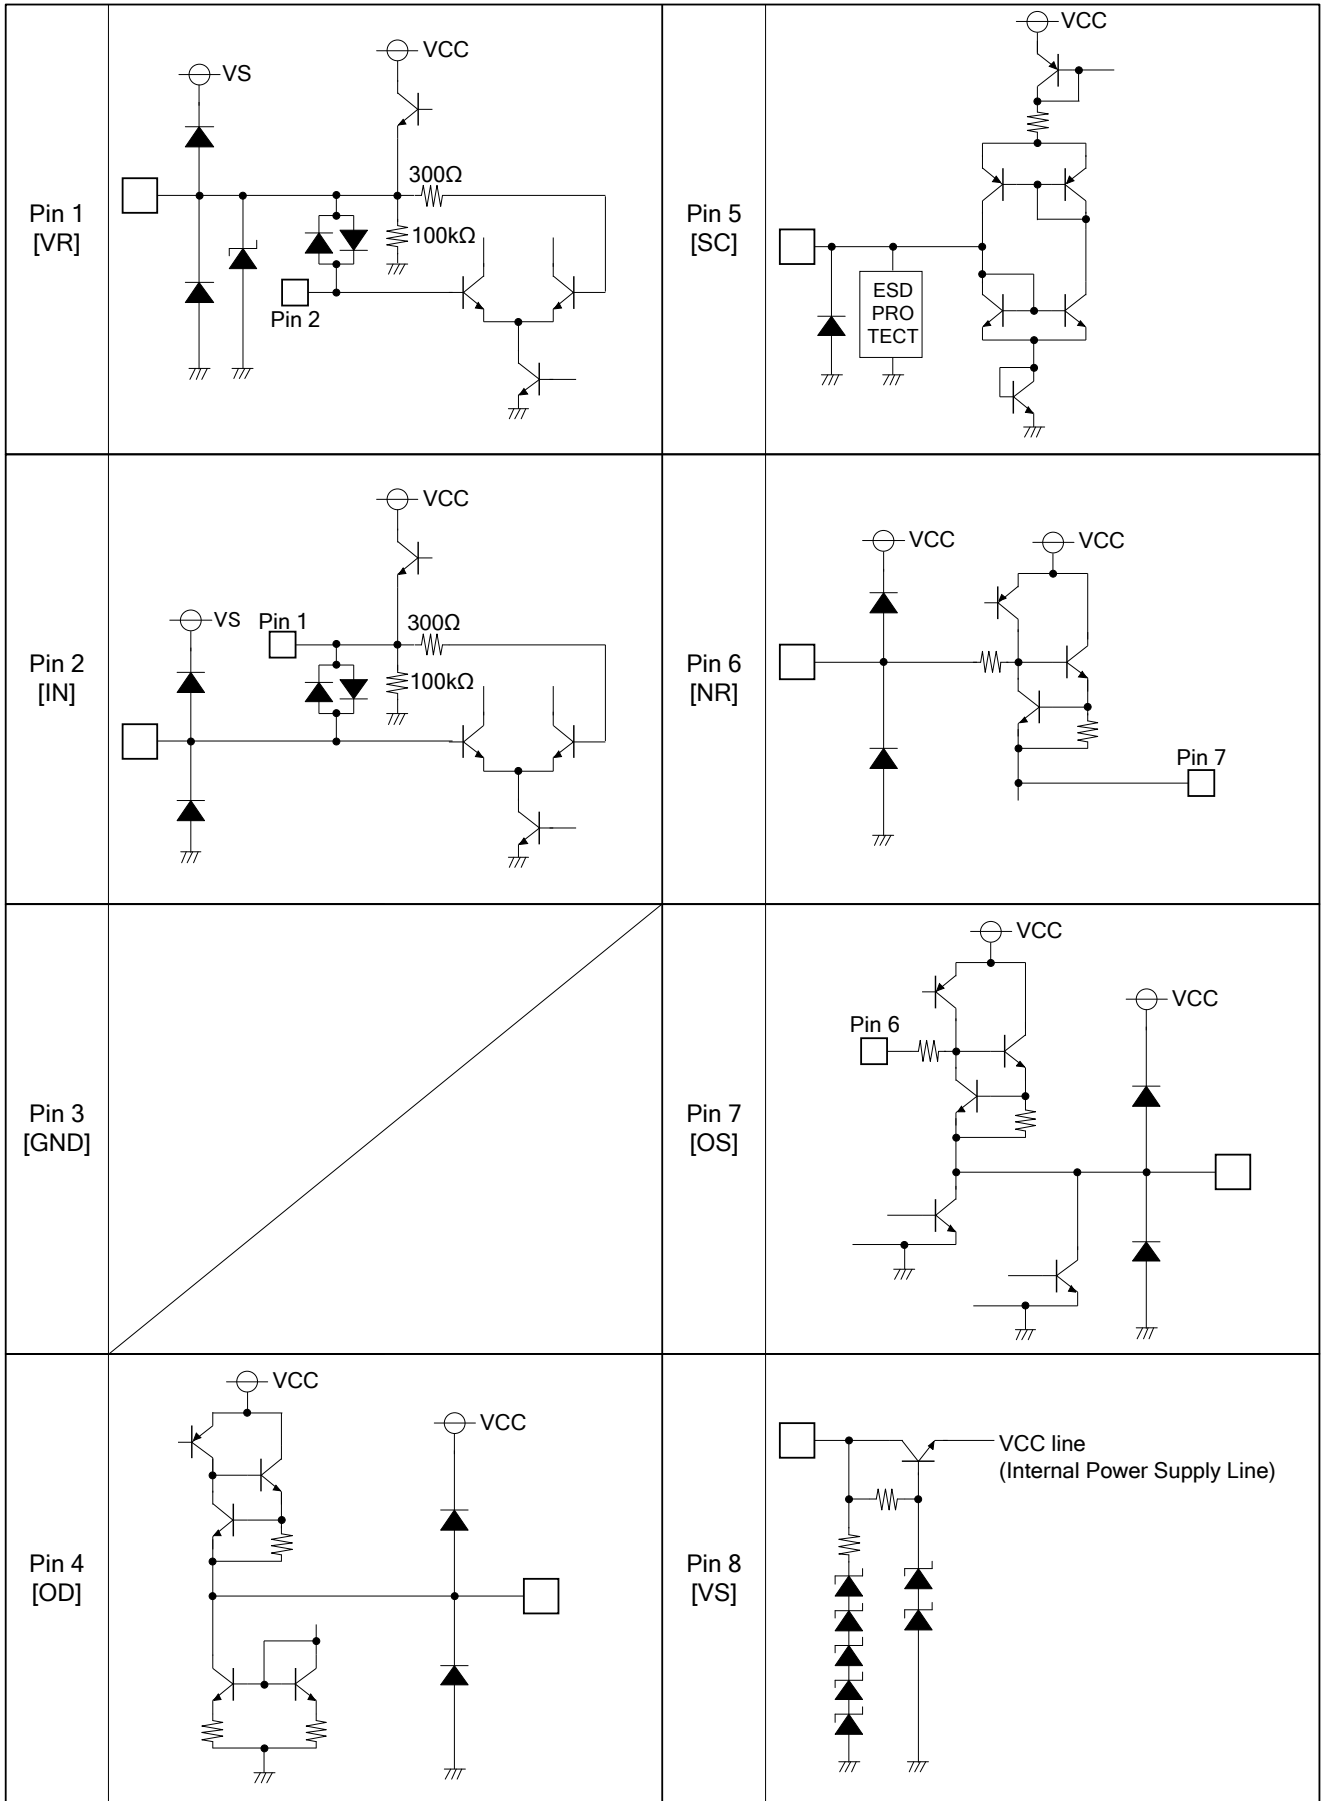 Pin 1
[VR]
VS
VCC
300Ω
100kΩ
Pin 2
Pin 5
[SC]
VCC
ESD
PRO
TECT
Pin 2
[IN]
VCC
VS
Pin 1
300Ω
100kΩ
Pin 6
[NR]
VCC
VCC
Pin 7
Pin 3
[GND]
Pin 7
[OS]
VCC
VCC
Pin 6
Pin 4
[OD]
VCC
VCC
Pin 8
[VS]
VCC line
(Internal Power Supply Line)